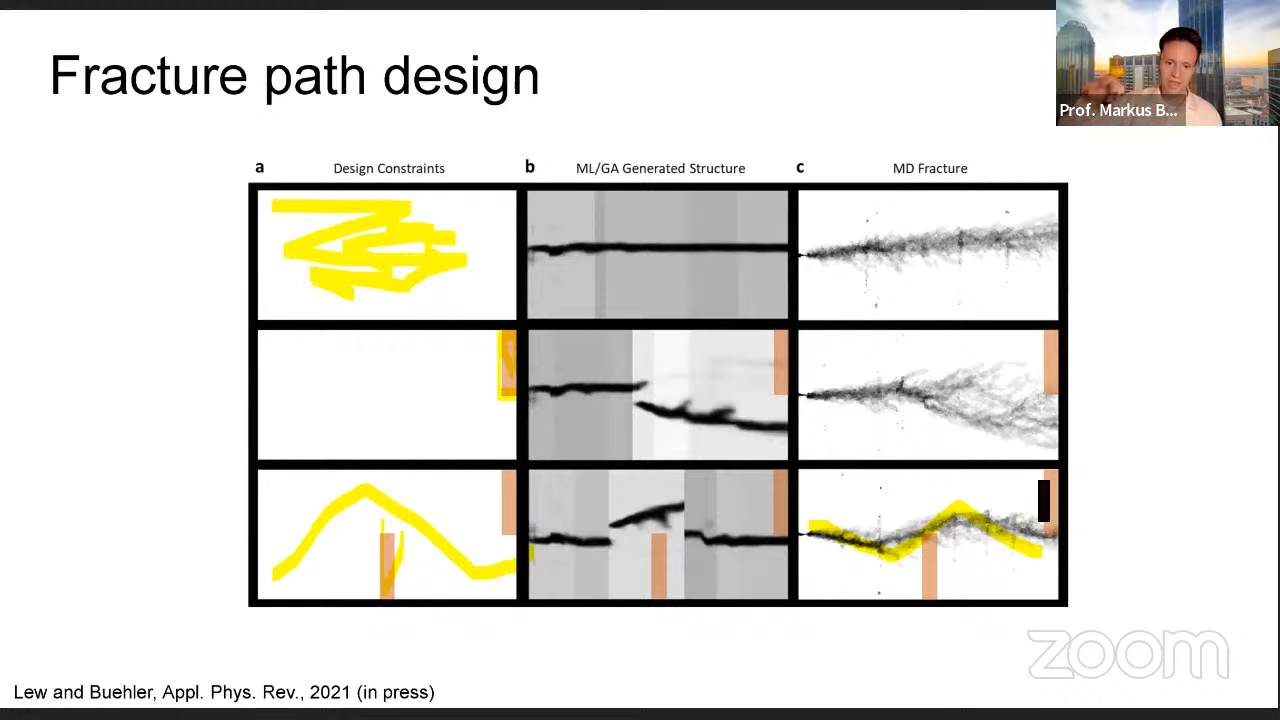 Fracture path design
Prof. Markus B...
a Design Constraints b ML/GA Generated Structure c MD Fracture
zoom
Lew and Buehler, Appl. Phys. Rev., 2021 (in press)